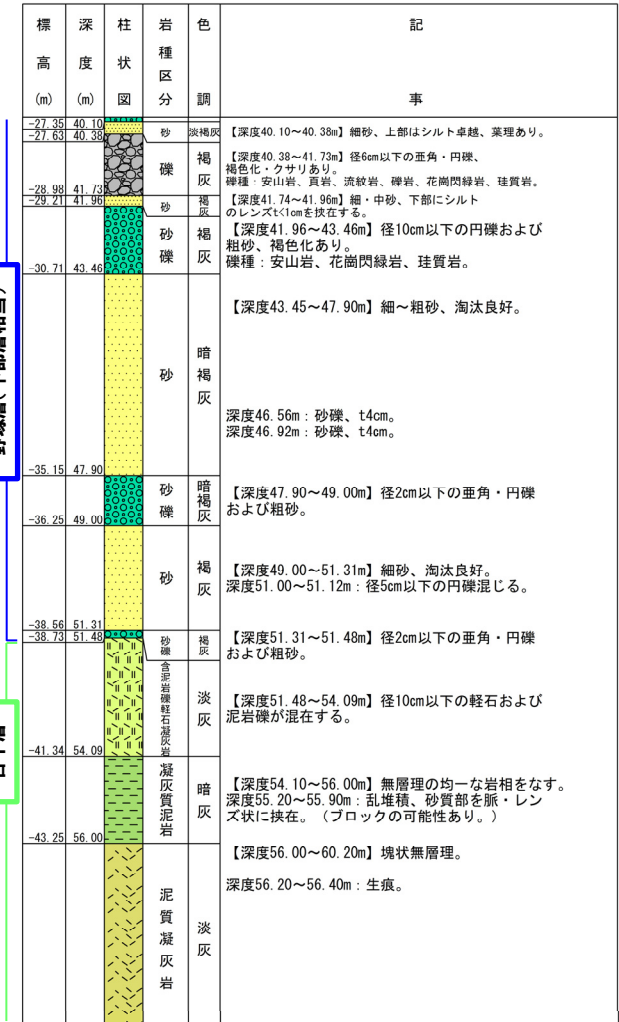 標高(m) 深度(m) 柱状図 岩種区分 色調 記事
-27.35 40.10
-27.63 40.38 砂 淡褐灰 【深度40.10～40.38m】細砂、上部はシルト卓越、葉理あり。
礫 褐灰 【深度40.38～41.73m】径6cm以下の亜角・円礫、
褐色化・クサリあり。
礫種：安山岩、頁岩、流紋岩、礫岩、花崗閃緑岩、珪質岩。
-28.98 41.73
-29.21 41.96 砂 褐灰 【深度41.74～41.96m】細・中砂、下部にシルト
のレンズt<1cmを挟在する。
砂礫 褐灰 【深度41.96～43.46m】径10cm以下の円礫および
粗砂、褐色化あり。
礫種：安山岩、花崗閃緑岩、珪質岩。
-30.71 43.46
【深度43.45～47.90m】細～粗砂、淘汰良好。
砂 暗褐灰
深度46.56m：砂礫、t4cm。
深度46.92m：砂礫、t4cm。
-35.15 47.90
砂礫 暗褐灰 【深度47.90～49.00m】径2cm以下の亜角・円礫
および粗砂。
-36.25 49.00
砂 褐灰 【深度49.00～51.31m】細砂、淘汰良好。
深度51.00～51.12m：径5cm以下の円礫混じる。
-38.56 51.31
-38.73 51.48 砂礫 褐灰 【深度51.31～51.48m】径2cm以下の亜角・円礫
および粗砂。
含泥岩礫軽石凝灰岩 淡灰 【深度51.48～54.09m】径10cm以下の軽石および
泥岩礫が混在する。
-41.34 54.09
凝灰質泥岩 暗灰 【深度54.10～56.00m】無層理の均一な岩相をなす。
深度55.20～55.90m：乱堆積、砂質部を脈・レン
ズ状に挟在。（ブロックの可能性あり。）
-43.25 56.00
【深度56.00～60.20m】塊状無層理。
深度56.20～56.40m：生痕。
泥質凝灰岩 淡灰